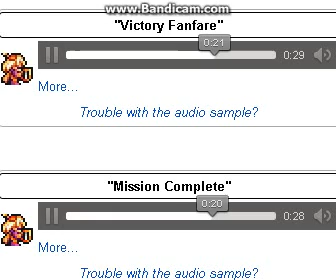 www.Bandicam.com
"Victory Fanfare"
0:21
0:29
More...
Trouble with the audio sample?
"Mission Complete"
0:20
0:28
More...
Trouble with the audio sample?